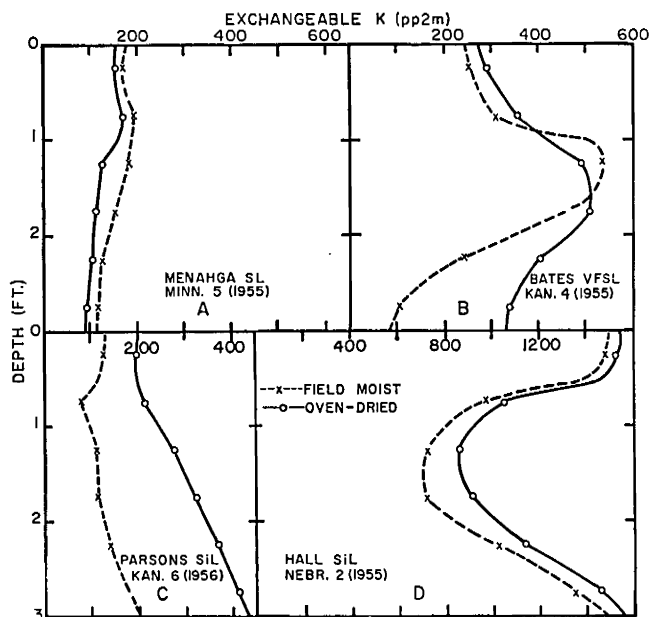 EXCHANGEABLE K (pp2m)
0 200 400 600 0 200 400 600
0
1
2
0
1
2
3
DEPTH (FT.)
MENAHGA SL
MINN. 5 (1955)
A
BATES VFSL
KAN. 4 (1955)
B
200 400 400 800 1200
--x---FIELD MOIST
—o—OVEN-DRIED
PARSONS SiL
KAN. 6 (1956)
C
HALL SiL
NEBR. 2 (1955)
D